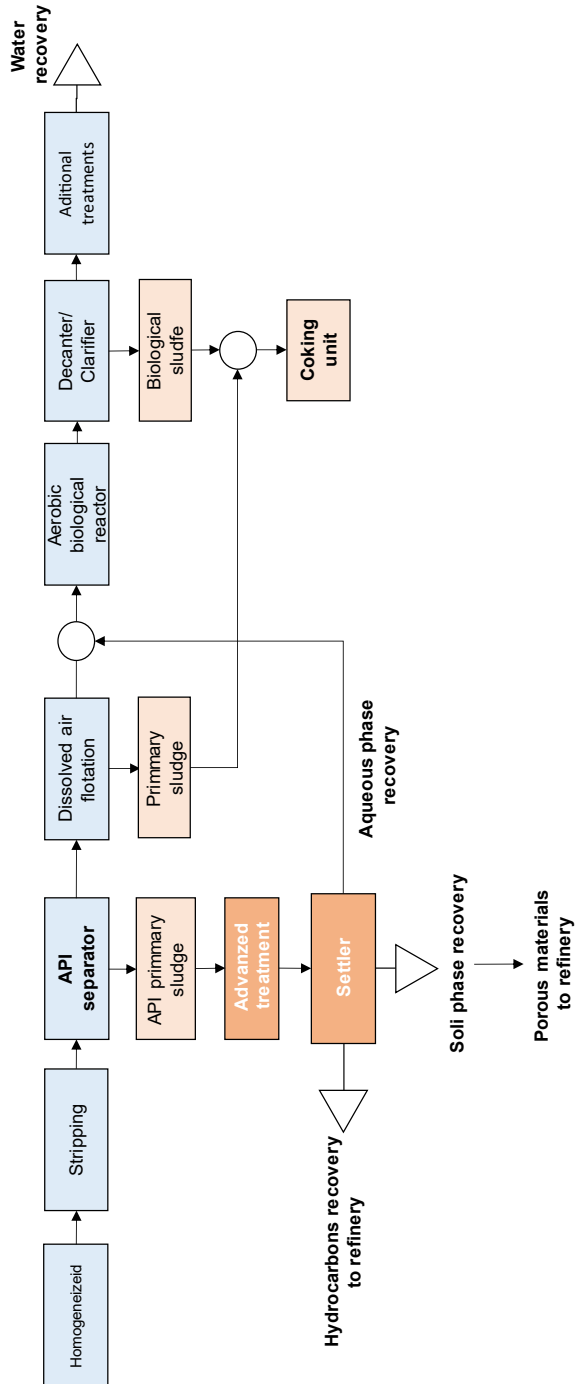 Homogeneizeid
Stripping
API
separator
Dissolved air
flotation
Aerobic
biological
reactor
Decanter/
Clarifier
Aditional
treatments
Water
recovery
API primmary
sludge
Primmary
sludge
Biological
sludfe
Advanzed
treatment
Coking
unit
Settler
Aqueous phase
recovery
Hydrocarbons recovery
to refinery
Soli phase recovery
Porous materials
to refinery